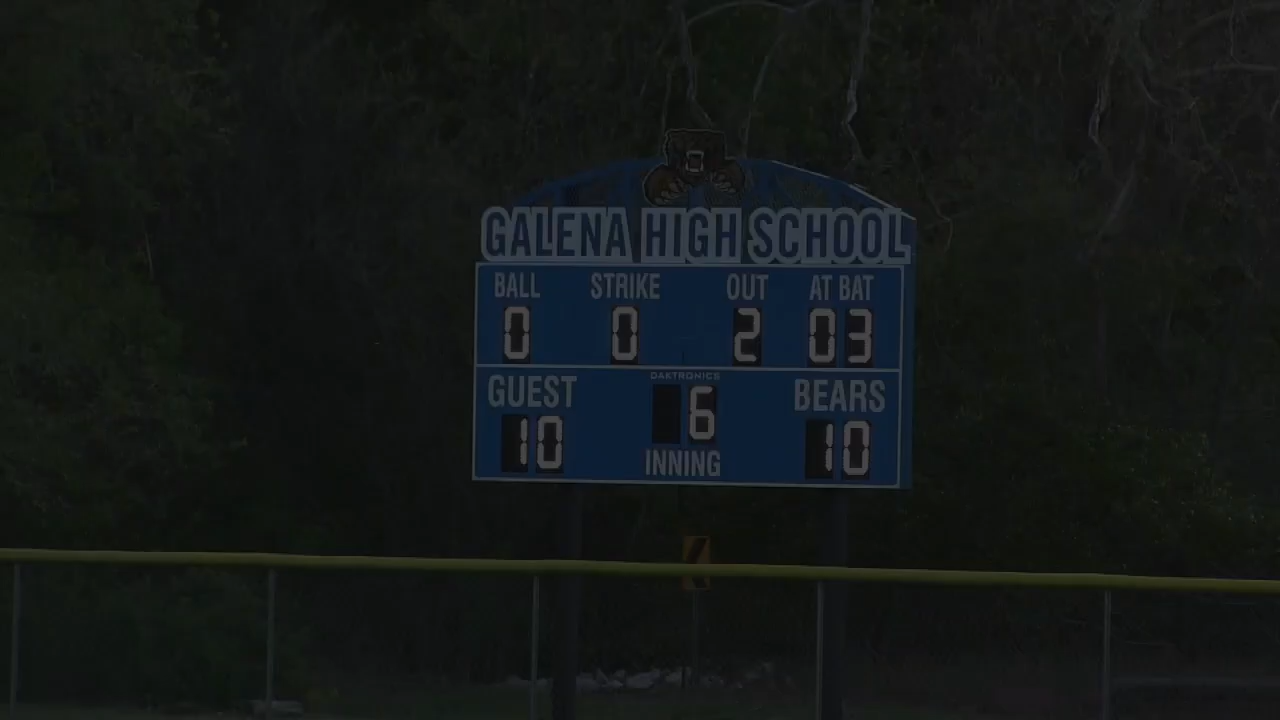 GALENA HIGH SCHOOL
BALL STRIKE OUT AT BAT
0 0 2 03
DAKTRONICS
GUEST 6 BEARS
10 INNING 10